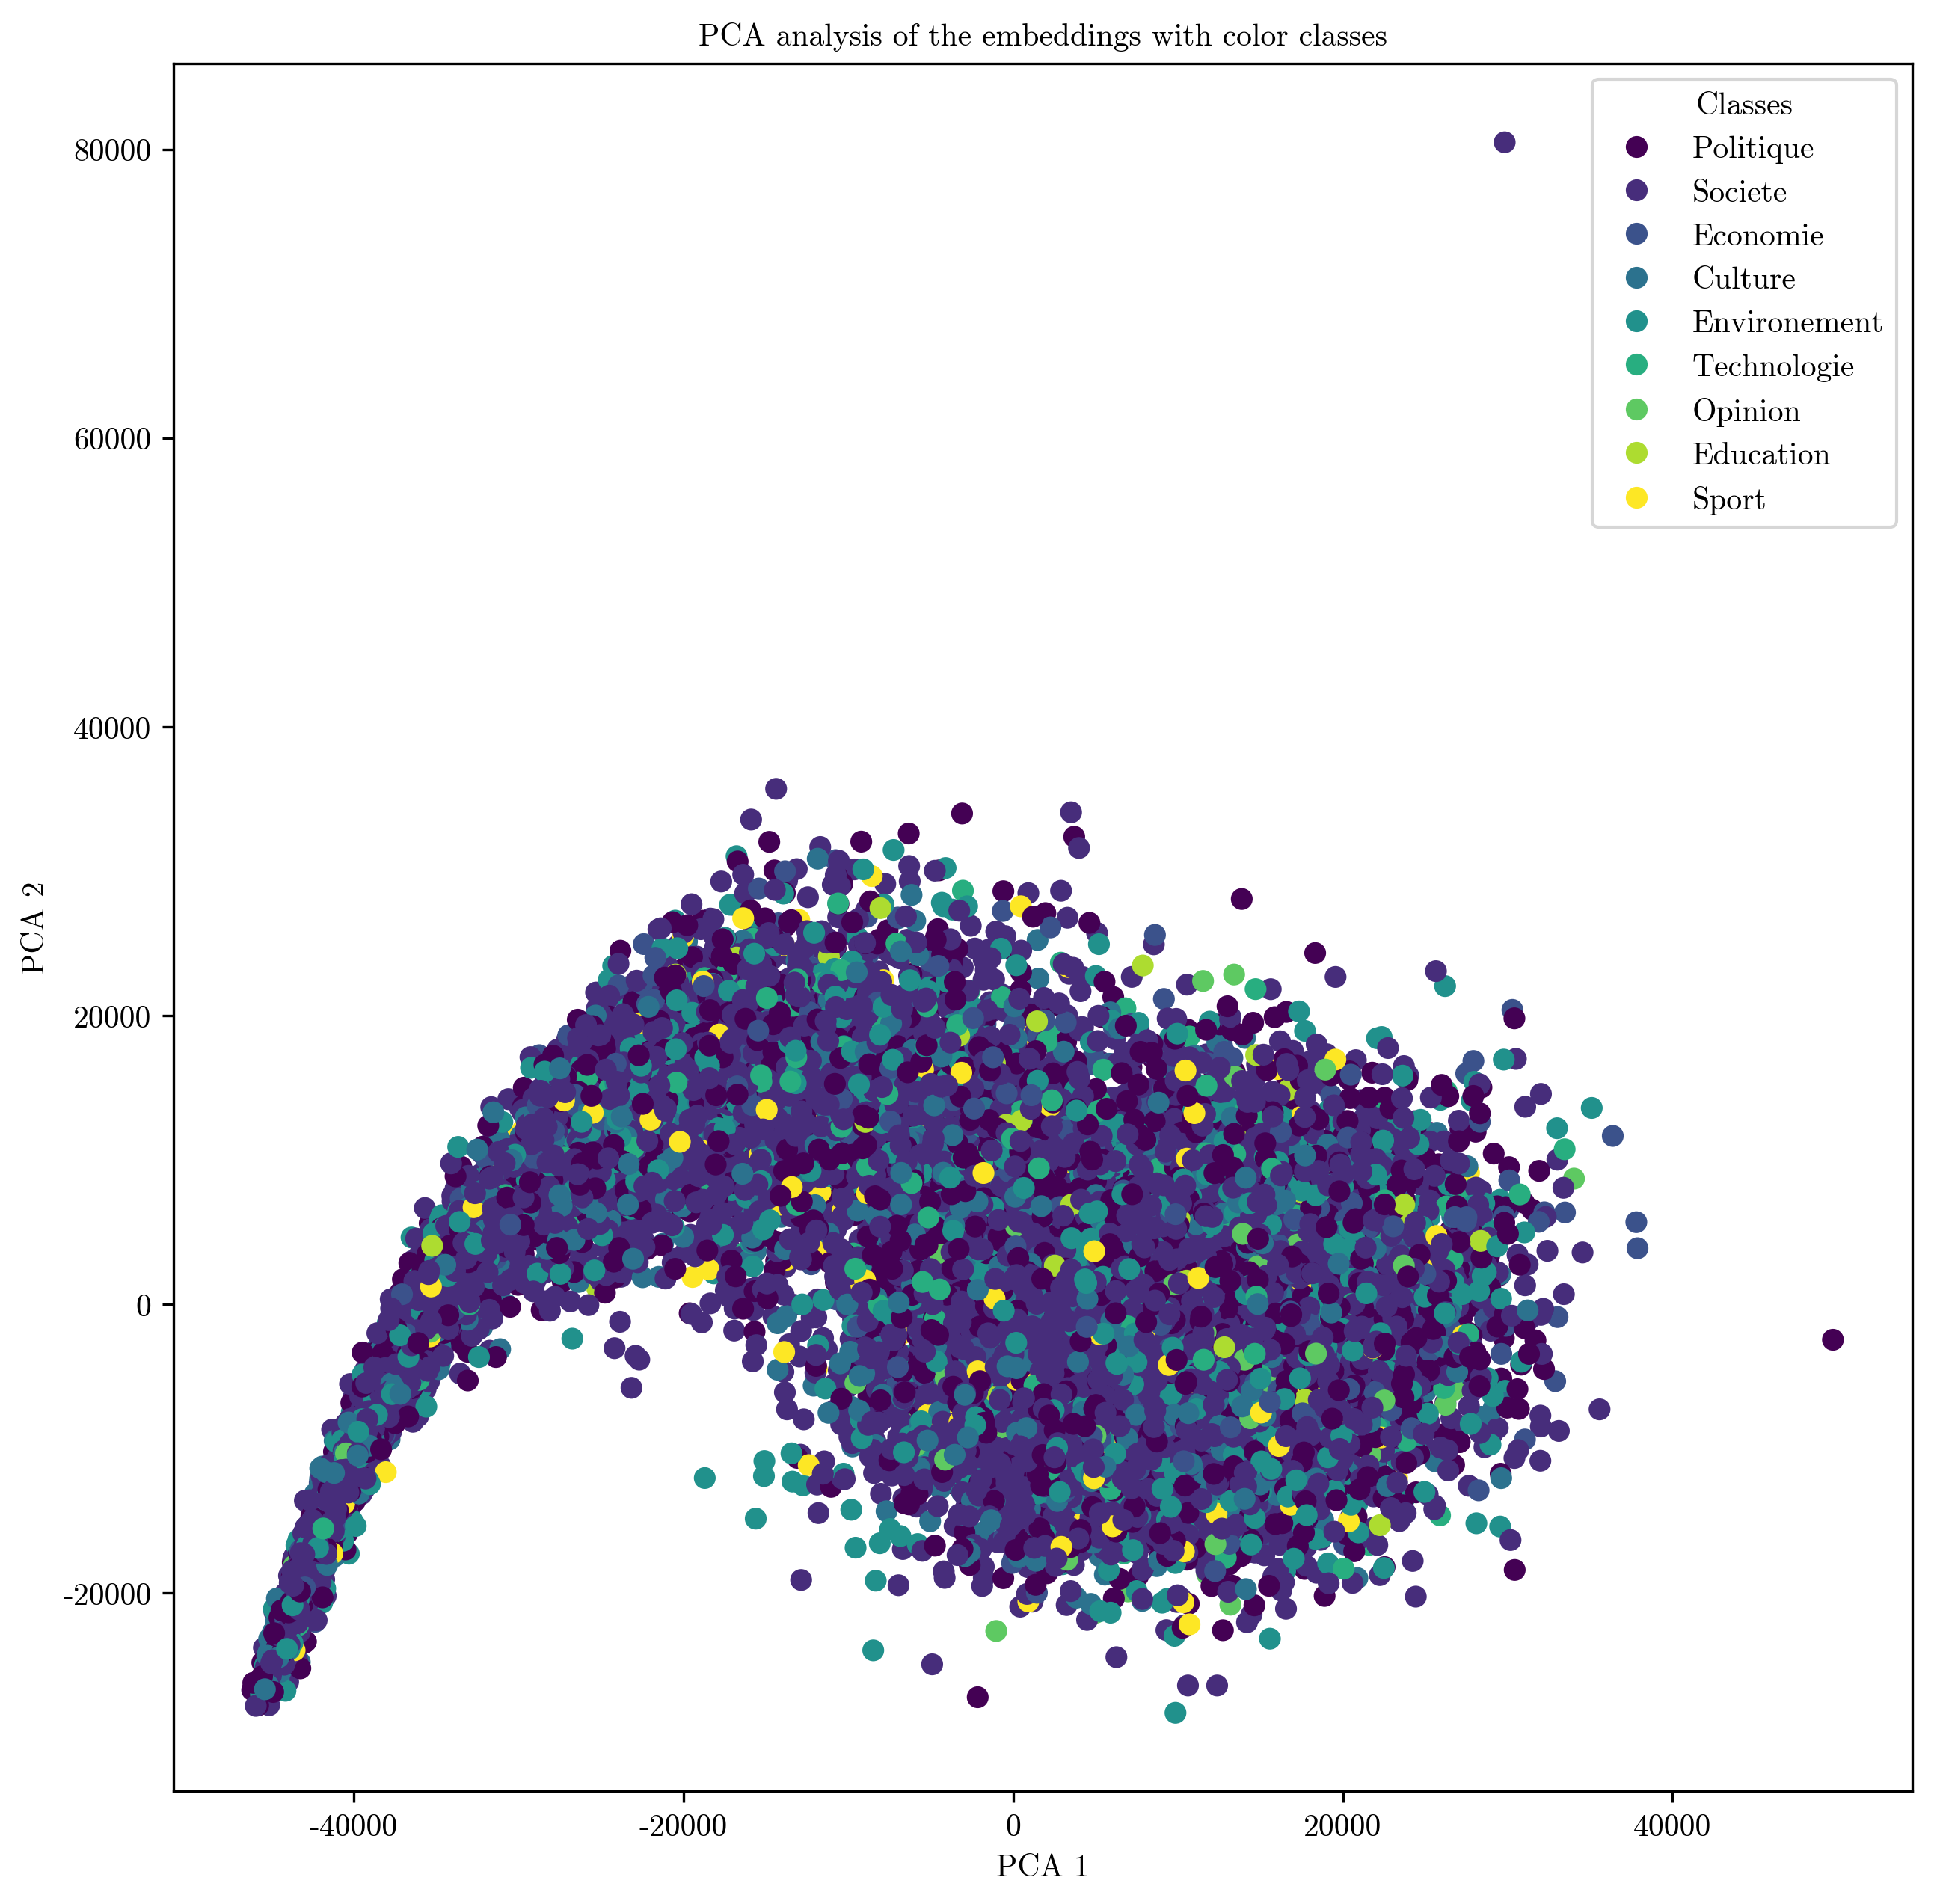 PCA analysis of the embeddings with color classes
Classes
Politique
Societe
Economie
Culture
Environement
Technologie
Opinion
Education
Sport
80000
60000
40000
20000
0
-20000
PCA 2
-40000
-20000
0
20000
40000
PCA 1